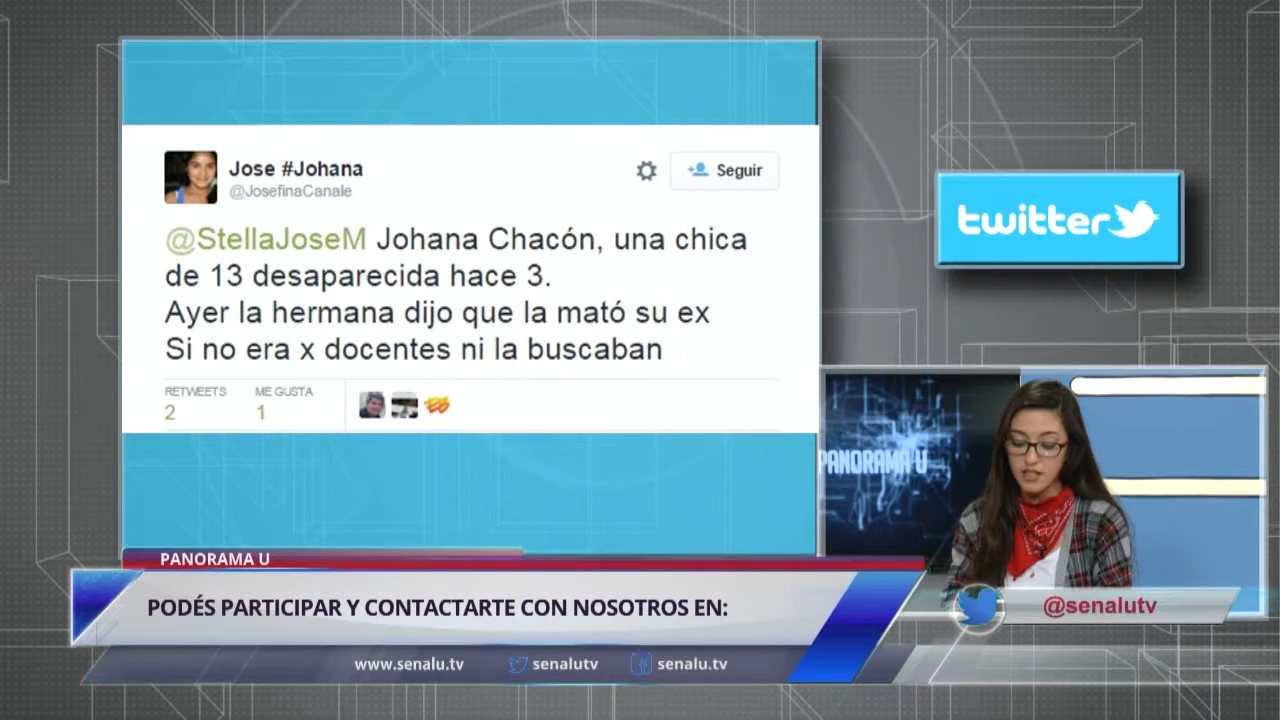 Jose #Johana
@JosefinaCanale
Seguir
@StellaJoseM Johana Chacón, una chica
de 13 desaparecida hace 3.
Ayer la hermana dijo que la mató su ex
Si no era x docentes ni la buscaban
RETWEETS
ME GUSTA
2
1
twitter
PANORAMA U
PANORAMA U
PODÉS PARTICIPAR Y CONTACTARTE CON NOSOTROS EN:
@senalutv
www.senalu.tv
senalutv
senalu.tv